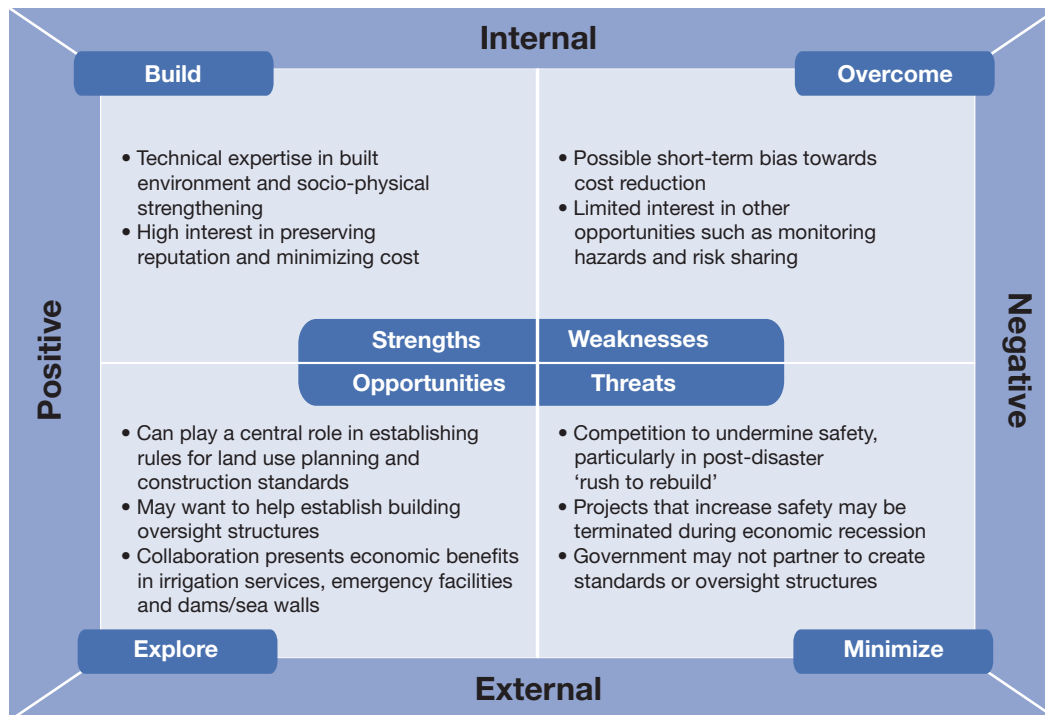 Internal
Build
Overcome
Positive
Negative
• Technical expertise in built
environment and socio-physical
strengthening
• High interest in preserving
reputation and minimizing cost
• Possible short-term bias towards
cost reduction
• Limited interest in other
opportunities such as monitoring
hazards and risk sharing
Strengths
Weaknesses
Opportunities
Threats
• Can play a central role in establishing
rules for land use planning and
construction standards
• May want to help establish building
oversight structures
• Collaboration presents economic benefits
in irrigation services, emergency facilities
and dams/sea walls
• Competition to undermine safety,
particularly in post-disaster
‘rush to rebuild’
• Projects that increase safety may be
terminated during economic recession
• Government may not partner to create
standards or oversight structures
Explore
Minimize
External